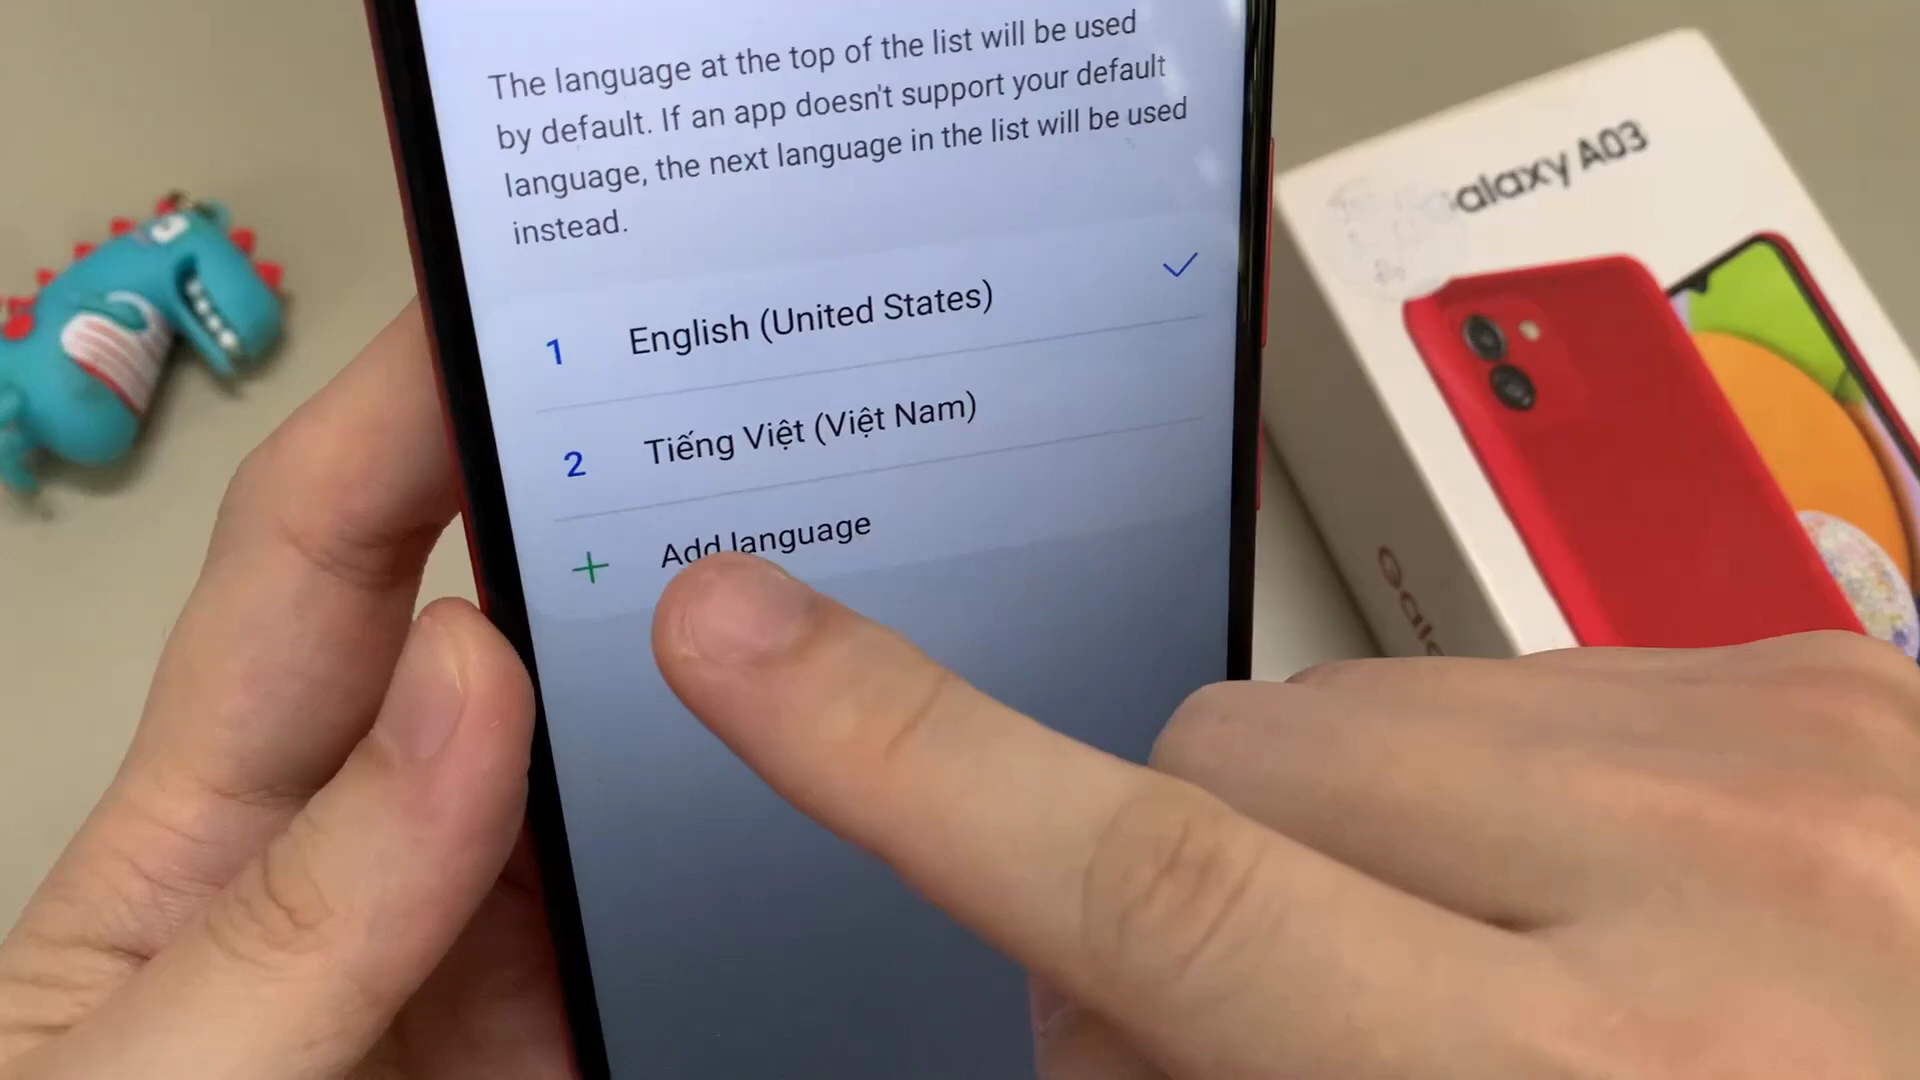 The language at the top of the list will be used
by default. If an app doesn't support your default
language, the next language in the list will be used
instead.
1 English (United States)
2 Tiếng Việt (Việt Nam)
+ Add language
Galaxy A03
Gala